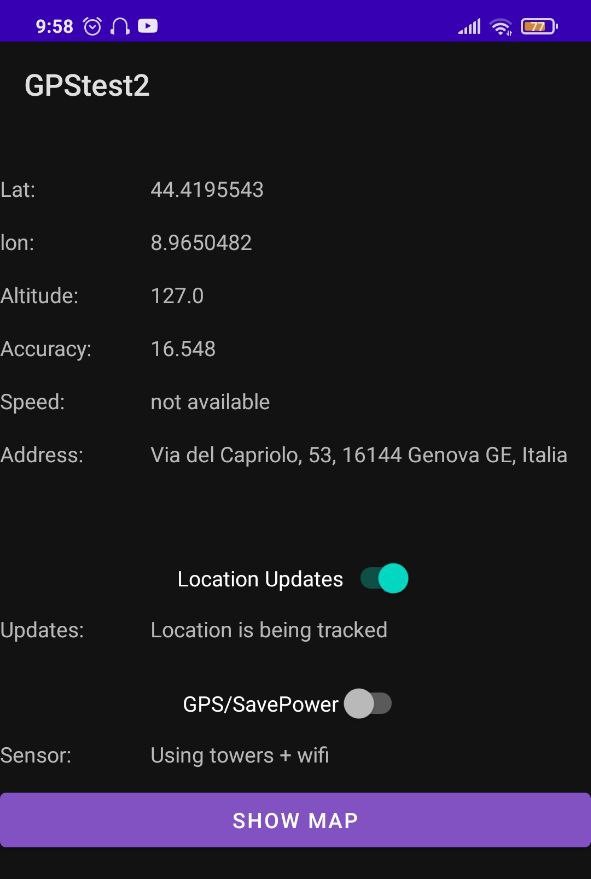 9:58 77
GPStest2
Lat: 44.4195543
lon: 8.9650482
Altitude: 127.0
Accuracy: 16.548
Speed: not available
Address: Via del Capriolo, 53, 16144 Genova GE, Italia
Location Updates
Updates: Location is being tracked
GPS/SavePower
Sensor: Using towers + wifi
SHOW MAP